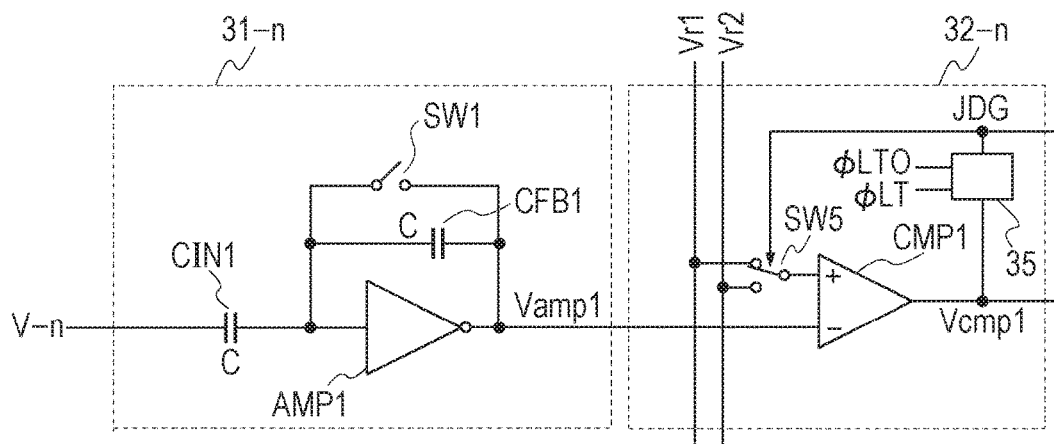 31-n
Vr1
Vr2
32-n
SW1
JDG
ϕLTO
ϕLT
CFB1
C
SW5
CMP1
35
CIN1
+
V-n
Vamp1
−
Vcmp1
C
AMP1